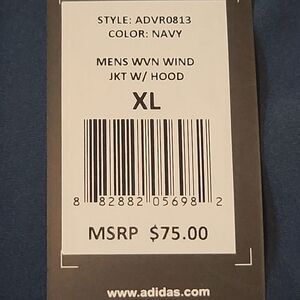 STYLE: ADVR0813
COLOR: NAVY
MENS WVN WIND
JKT W/ HOOD
XL
8 82882 05698 2
MSRP $75.00
www.adidas.com